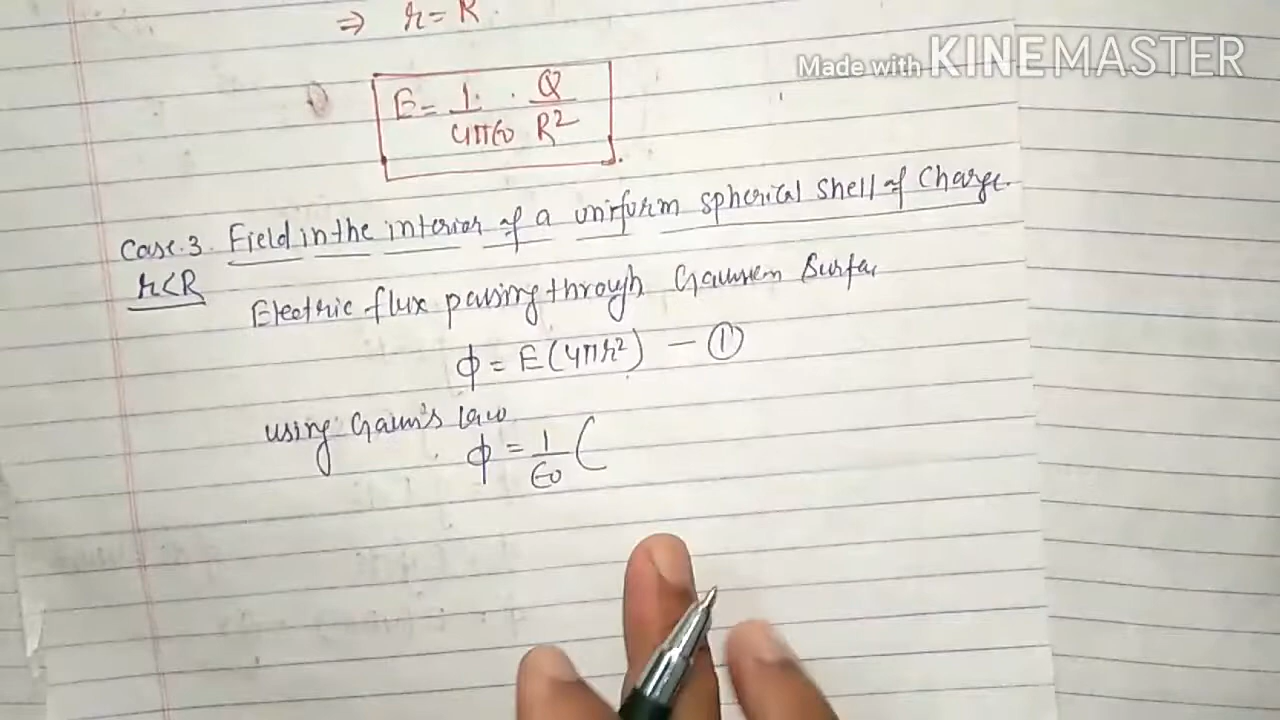 ⇒ r = R
Made with KINEMASTER
E = 1/4πε0 · Q/R²
Case.3. Field in the interior of a uniform spherical shell of Charge.
r<R
Electric flux passing through Gaussian Surfac
ϕ = E(4πr²) — ①
using Gauss's Law
ϕ = 1/ε0 (